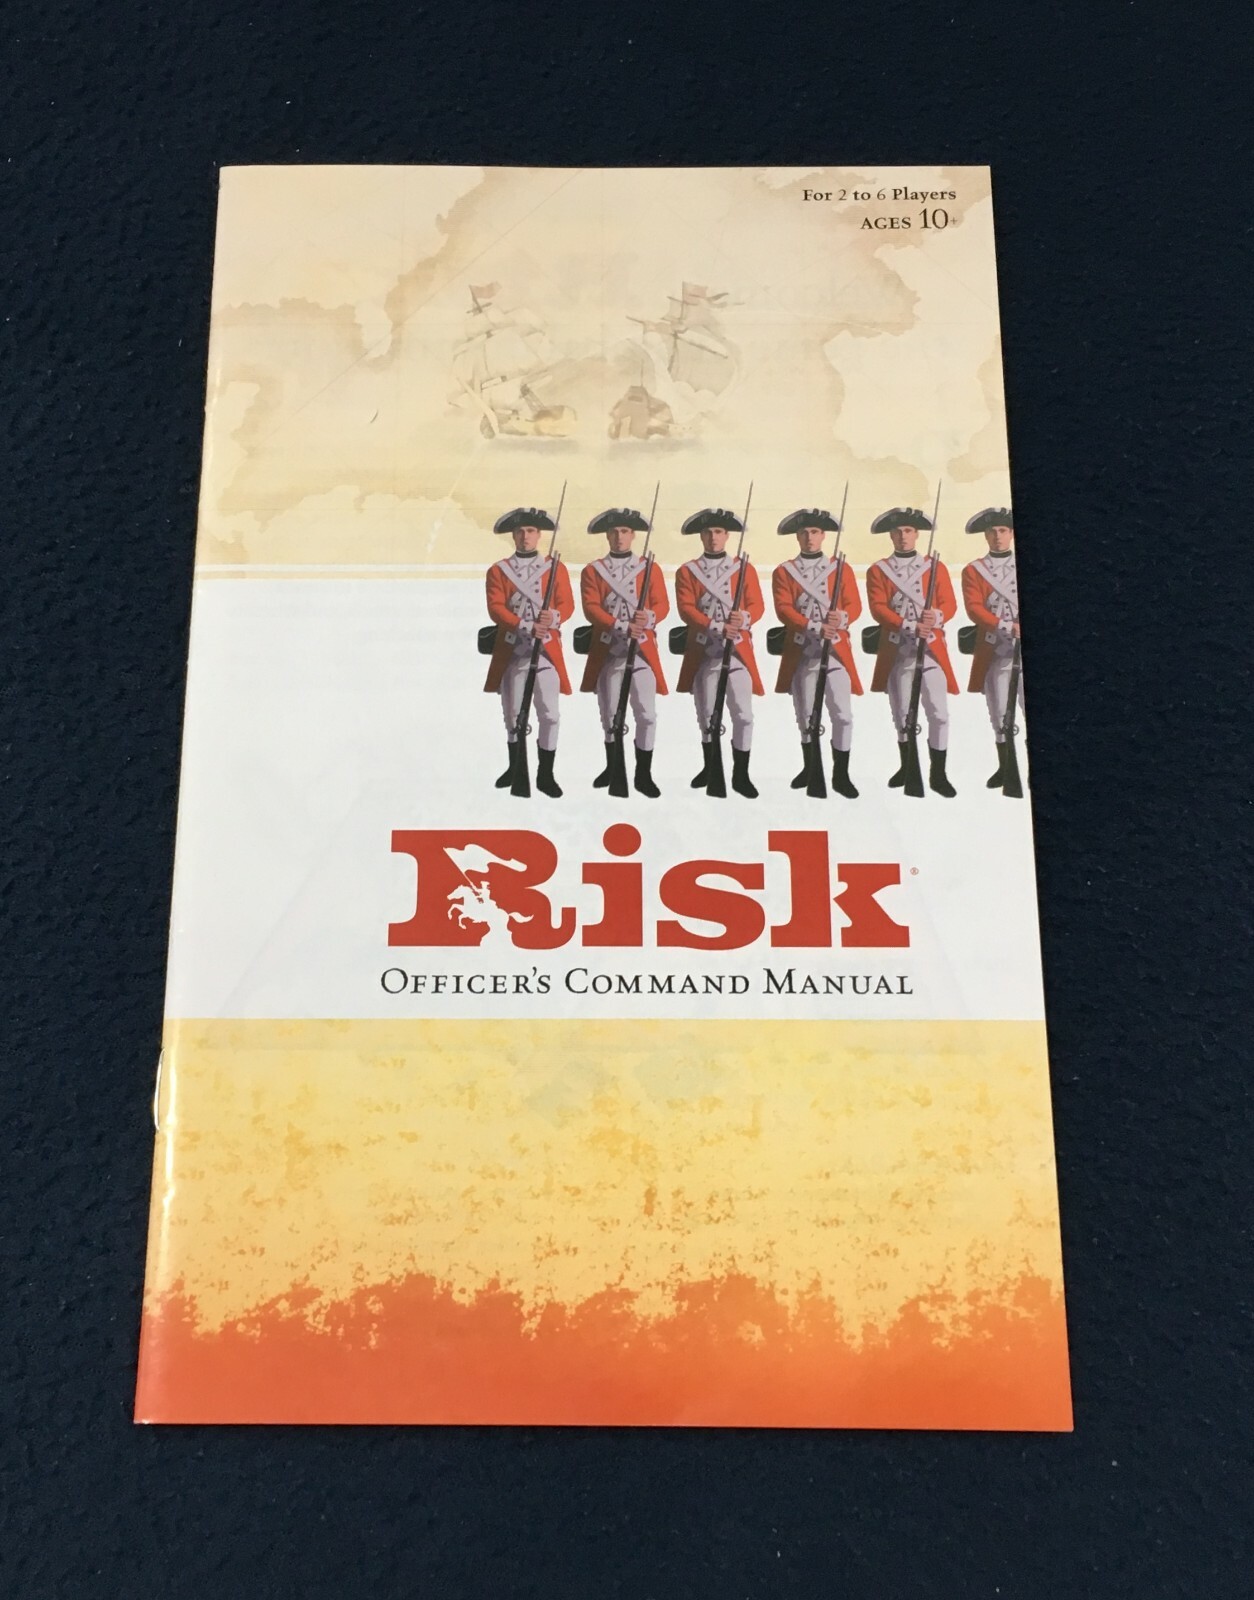 For 2 to 6 Players
AGES 10+
Risk®
OFFICER'S COMMAND MANUAL